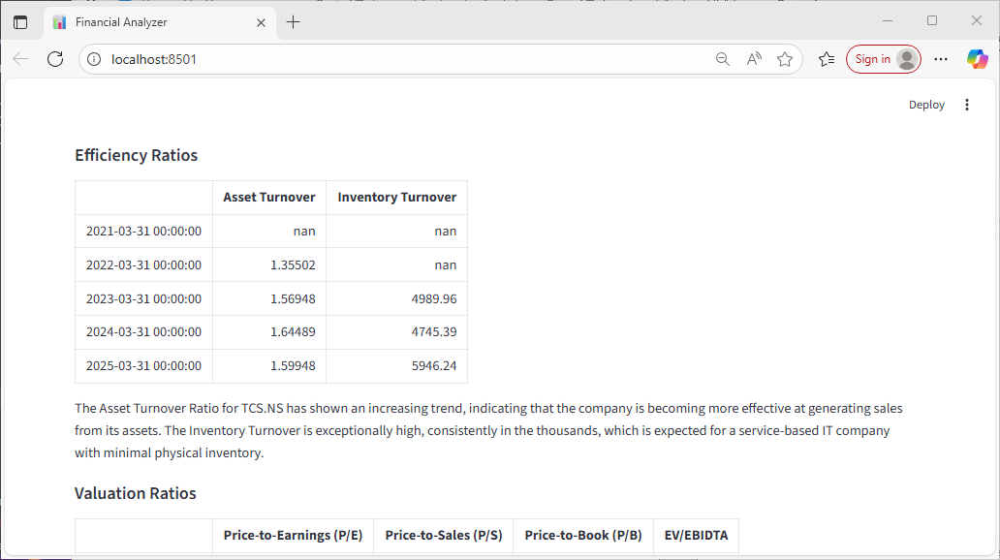 Financial Analyzer
localhost:8501
Sign in
Deploy
Efficiency Ratios
Asset Turnover Inventory Turnover
2021-03-31 00:00:00 nan nan
2022-03-31 00:00:00 1.35502 nan
2023-03-31 00:00:00 1.56948 4989.96
2024-03-31 00:00:00 1.64489 4745.39
2025-03-31 00:00:00 1.59948 5946.24
The Asset Turnover Ratio for TCS.NS has shown an increasing trend, indicating that the company is becoming more effective at generating sales
from its assets. The Inventory Turnover is exceptionally high, consistently in the thousands, which is expected for a service-based IT company
with minimal physical inventory.
Valuation Ratios
Price-to-Earnings (P/E) Price-to-Sales (P/S) Price-to-Book (P/B) EV/EBIDTA